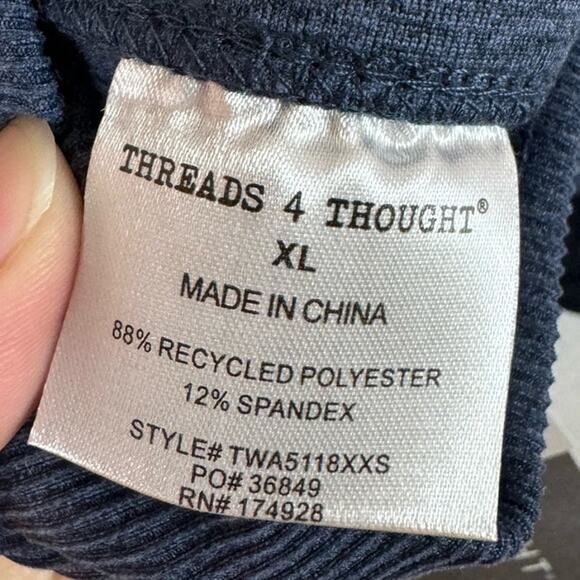 THREADS 4 THOUGHT®
XL
MADE IN CHINA
88% RECYCLED POLYESTER
12% SPANDEX
STYLE# TWA5118XXS
PO# 36849
RN# 174928